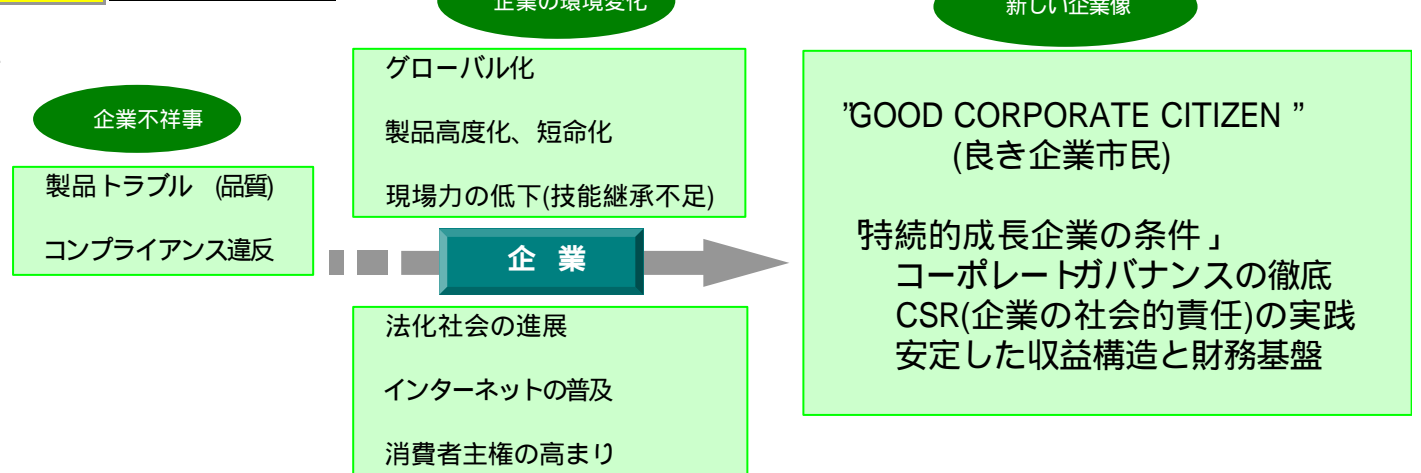 企業の環境変化
新しい企業像
企業不祥事
製品トラブル (品質)
コンプライアンス違反
グローバル化
製品高度化、短命化
現場力の低下(技能継承不足)
企 業
法化社会の進展
インターネットの普及
消費者主権の高まり
”GOOD CORPORATE CITIZEN ”
(良き企業市民)
「持続的成長企業の条件」
コーポレートガバナンスの徹底
CSR(企業の社会的責任)の実践
安定した収益構造と財務基盤